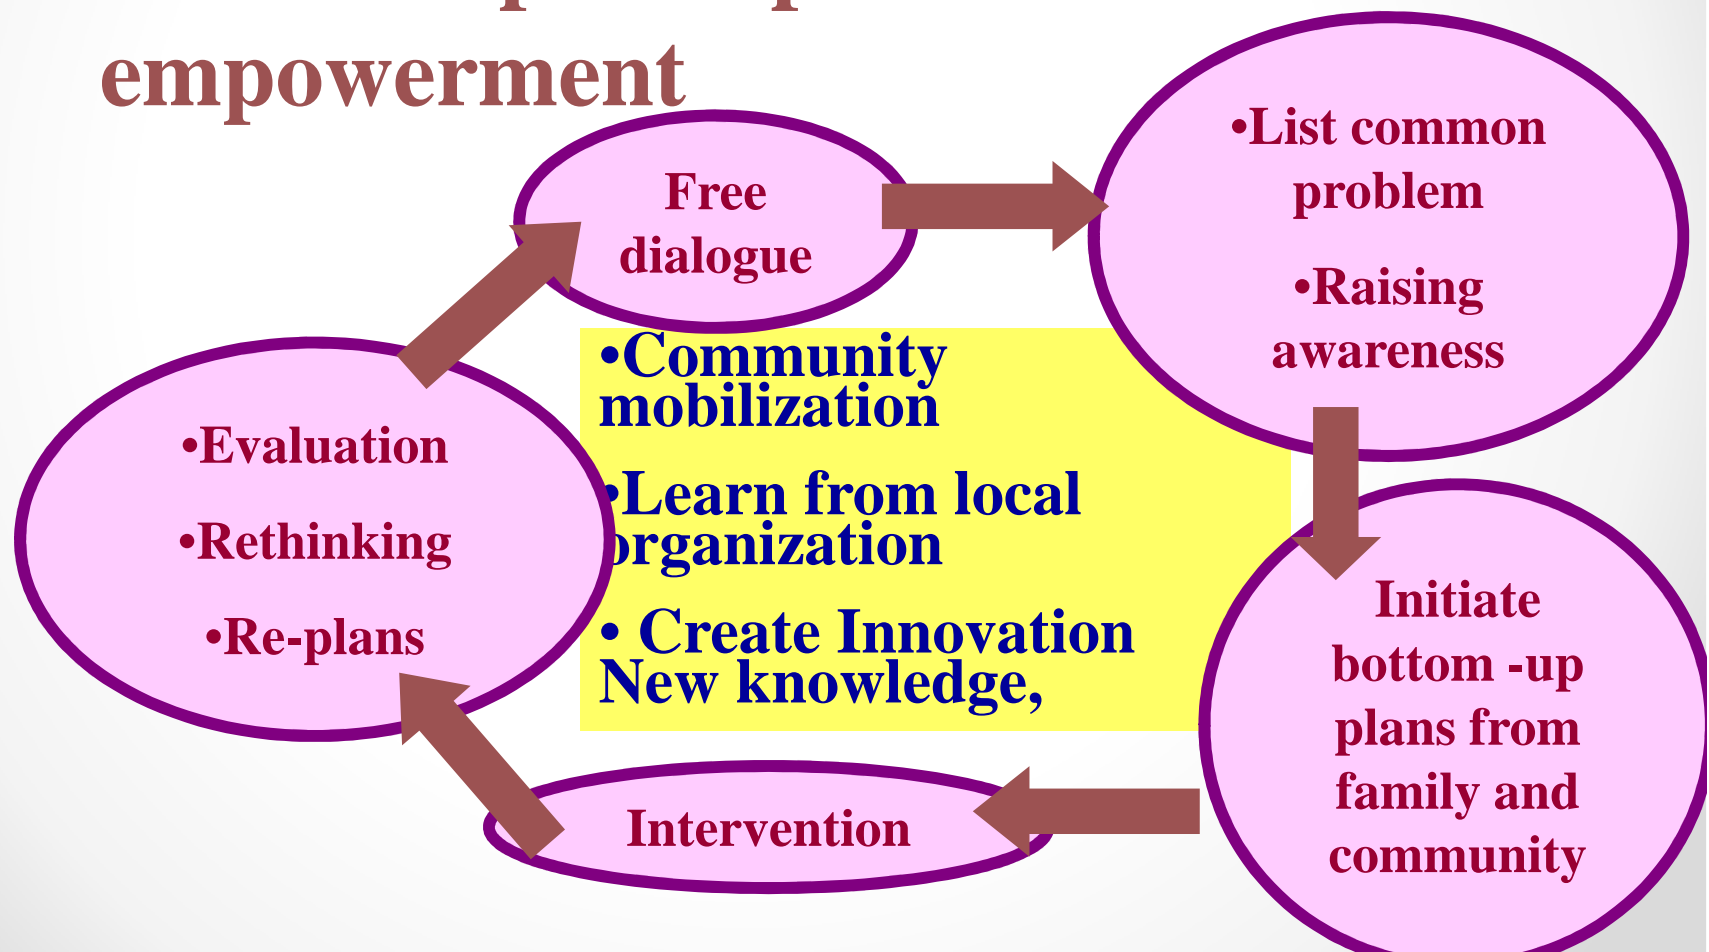 empowerment
Free
dialogue
•List common
problem
•Raising
awareness
•Community
mobilization
•Learn from local
organization
• Create Innovation
New knowledge,
•Evaluation
•Rethinking
•Re-plans
Initiate
bottom -up
plans from
family and
community
Intervention